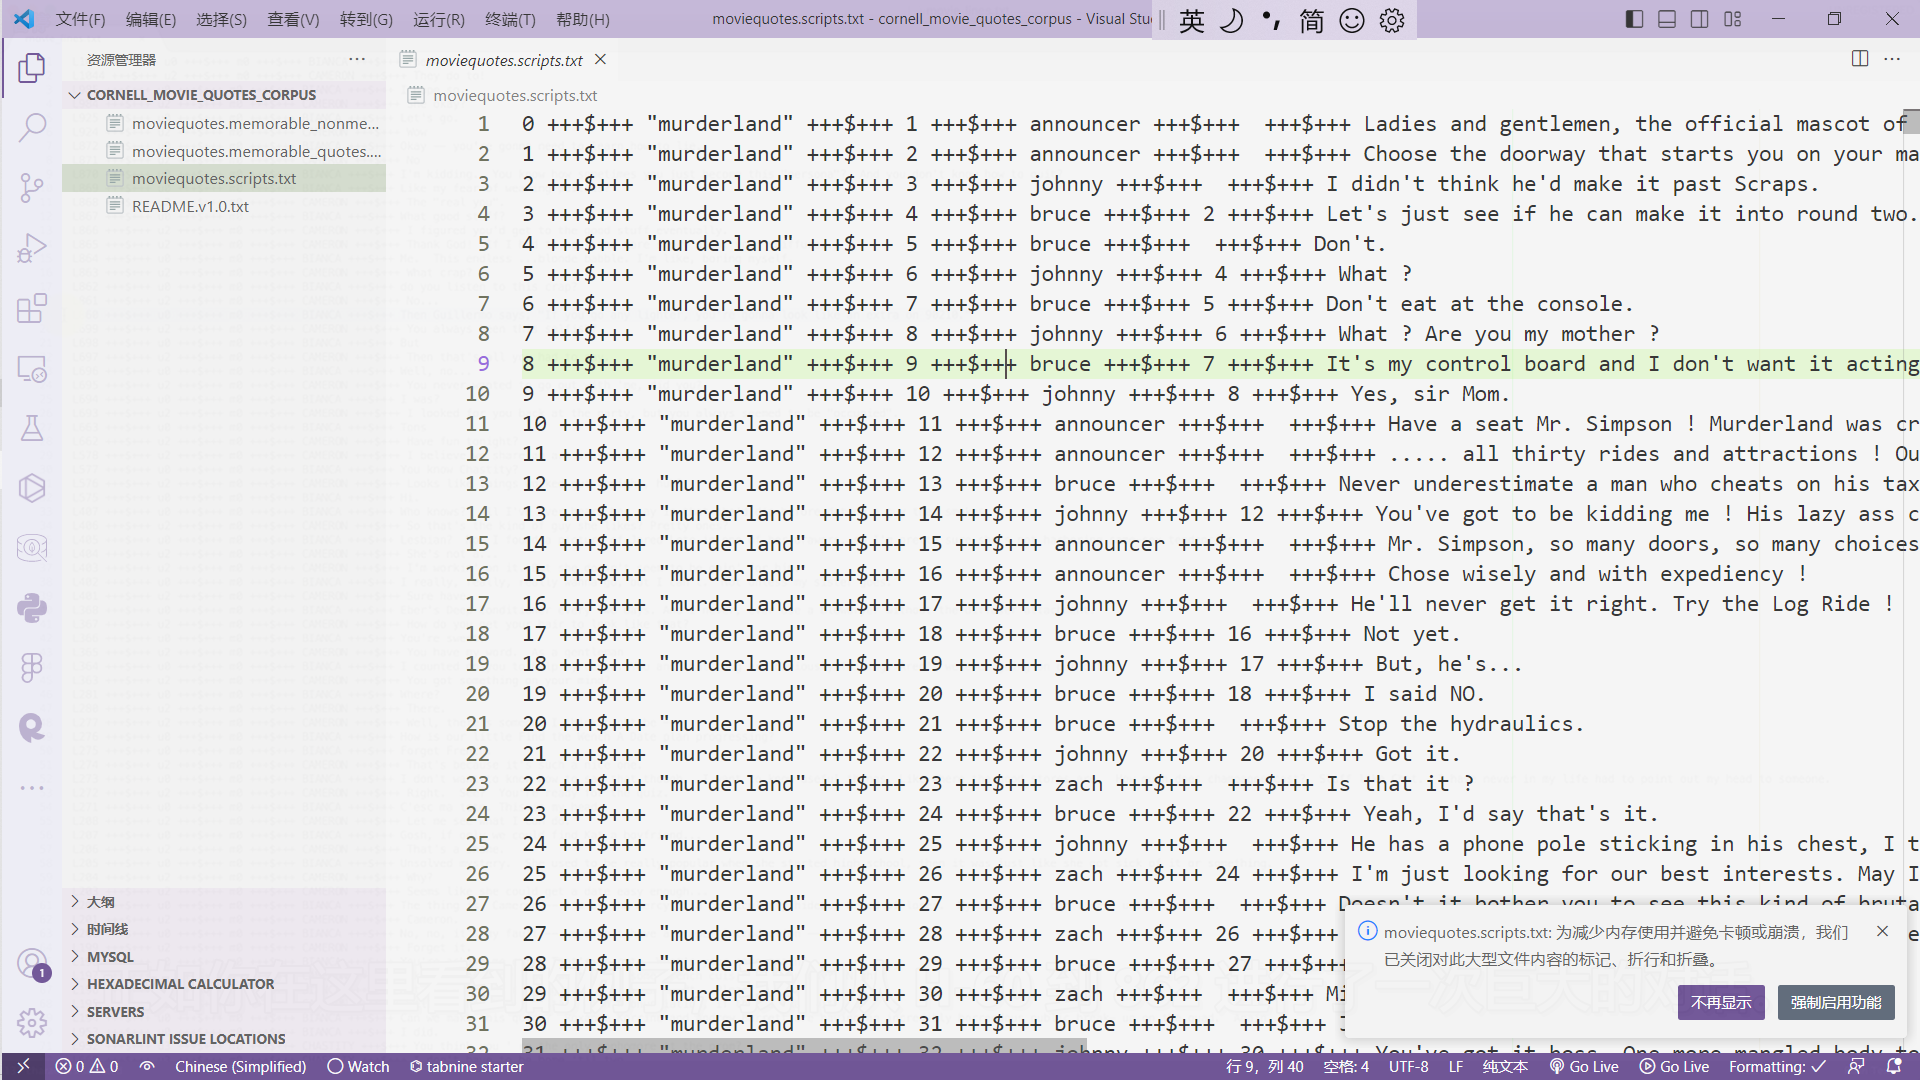 文件(F) 编辑(E) 选择(S) 查看(V) 转到(G) 运行(R) 终端(T) 帮助(H) moviequotes.scripts.txt - cornell_movie_quotes_corpus - Visual Stu 英 简
资源管理器
CORNELL_MOVIE_QUOTES_CORPUS
moviequotes.memorable_nonme...
moviequotes.memorable_quotes....
moviequotes.scripts.txt
README.v1.0.txt
大纲
时间线
MYSQL
HEXADECIMAL CALCULATOR
SERVERS
SONARLINT ISSUE LOCATIONS
moviequotes.scripts.txt
moviequotes.scripts.txt
1 0 +++$+++ "murderland" +++$+++ 1 +++$+++ announcer +++$+++  +++$+++ Ladies and gentlemen, the official mascot of
2 1 +++$+++ "murderland" +++$+++ 2 +++$+++ announcer +++$+++  +++$+++ Choose the doorway that starts you on your ma
3 2 +++$+++ "murderland" +++$+++ 3 +++$+++ johnny +++$+++  +++$+++ I didn't think he'd make it past Scraps.
4 3 +++$+++ "murderland" +++$+++ 4 +++$+++ bruce +++$+++ 2 +++$+++ Let's just see if he can make it into round two.
5 4 +++$+++ "murderland" +++$+++ 5 +++$+++ bruce +++$+++  +++$+++ Don't.
6 5 +++$+++ "murderland" +++$+++ 6 +++$+++ johnny +++$+++ 4 +++$+++ What ?
7 6 +++$+++ "murderland" +++$+++ 7 +++$+++ bruce +++$+++ 5 +++$+++ Don't eat at the console.
8 7 +++$+++ "murderland" +++$+++ 8 +++$+++ johnny +++$+++ 6 +++$+++ What ? Are you my mother ?
9 8 +++$+++ "murderland" +++$+++ 9 +++$+++ bruce +++$+++ 7 +++$+++ It's my control board and I don't want it acting
10 9 +++$+++ "murderland" +++$+++ 10 +++$+++ johnny +++$+++ 8 +++$+++ Yes, sir Mom.
11 10 +++$+++ "murderland" +++$+++ 11 +++$+++ announcer +++$+++  +++$+++ Have a seat Mr. Simpson ! Murderland was cr
12 11 +++$+++ "murderland" +++$+++ 12 +++$+++ announcer +++$+++  +++$+++ ..... all thirty rides and attractions ! Ou
13 12 +++$+++ "murderland" +++$+++ 13 +++$+++ bruce +++$+++  +++$+++ Never underestimate a man who cheats on his tax
14 13 +++$+++ "murderland" +++$+++ 14 +++$+++ johnny +++$+++ 12 +++$+++ You've got to be kidding me ! His lazy ass c
15 14 +++$+++ "murderland" +++$+++ 15 +++$+++ announcer +++$+++  +++$+++ Mr. Simpson, so many doors, so many choices
16 15 +++$+++ "murderland" +++$+++ 16 +++$+++ announcer +++$+++  +++$+++ Chose wisely and with expediency !
17 16 +++$+++ "murderland" +++$+++ 17 +++$+++ johnny +++$+++  +++$+++ He'll never get it right. Try the Log Ride !
18 17 +++$+++ "murderland" +++$+++ 18 +++$+++ bruce +++$+++ 16 +++$+++ Not yet.
19 18 +++$+++ "murderland" +++$+++ 19 +++$+++ johnny +++$+++ 17 +++$+++ But, he's...
20 19 +++$+++ "murderland" +++$+++ 20 +++$+++ bruce +++$+++ 18 +++$+++ I said NO.
21 20 +++$+++ "murderland" +++$+++ 21 +++$+++ bruce +++$+++  +++$+++ Stop the hydraulics.
22 21 +++$+++ "murderland" +++$+++ 22 +++$+++ johnny +++$+++ 20 +++$+++ Got it.
23 22 +++$+++ "murderland" +++$+++ 23 +++$+++ zach +++$+++  +++$+++ Is that it ?
24 23 +++$+++ "murderland" +++$+++ 24 +++$+++ bruce +++$+++ 22 +++$+++ Yeah, I'd say that's it.
25 24 +++$+++ "murderland" +++$+++ 25 +++$+++ johnny +++$+++  +++$+++ He has a phone pole sticking in his chest, I t
26 25 +++$+++ "murderland" +++$+++ 26 +++$+++ zach +++$+++ 24 +++$+++ I'm just looking for our best interests. May I
27 26 +++$+++ "murderland" +++$+++ 27 +++$+++ bruce +++$+++  +++$+++ Doesn't it bother you to see this kind of bruta
28 27 +++$+++ "murderland" +++$+++ 28 +++$+++ zach +++$+++ 26 +++$+++
29 28 +++$+++ "murderland" +++$+++ 29 +++$+++ bruce +++$+++ 27 +++$+++
30 29 +++$+++ "murderland" +++$+++ 30 +++$+++ zach +++$+++  +++$+++ Mi
31 30 +++$+++ "murderland" +++$+++ 31 +++$+++ bruce +++$+++  +++$+++
32 31 +++$+++ "murderland" +++$+++ 32 +++$+++ johnny +++$+++ 30 +++$+++ You've got it boss. One more mangled body to
moviequotes.scripts.txt: 为减少内存使用并避免卡顿或崩溃，我们
已关闭对此大型文件内容的标记、折行和折叠。
不再显示 强制启用功能
1
0 0 Chinese (Simplified) Watch tabnine starter 行 9，列 40 空格: 4 UTF-8 LF 纯文本 Go Live Go Live Formatting: